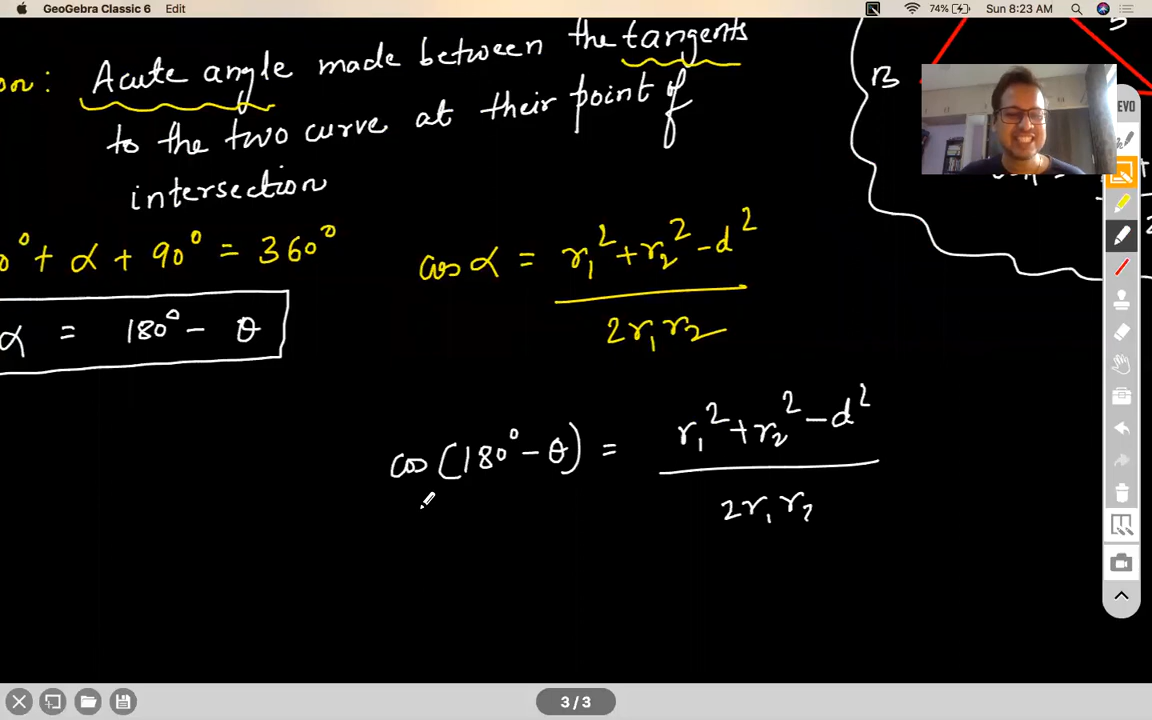 GeoGebra Classic 6 Edit 74% Sun 8:23 AM
on: Acute angle made between the tangents
to the two curve at their point of
intersection
B
EVO
0° + α + 90° = 360°
cos α = r₁² + r₂² - d²
2r₁r₂
α = 180° - θ
cos(180° - θ) = r₁² + r₂² - d²
2r₁r₂
3 / 3